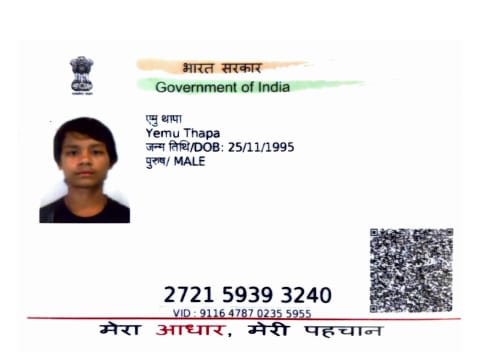 भारत सरकार
Government of India
एमु थापा
Yemu Thapa
जन्म तिथि/DOB: 25/11/1995
पुरुष/ MALE
2721 5939 3240
VID : 9116 4787 0235 5955
मेरा आधार, मेरी पहचान